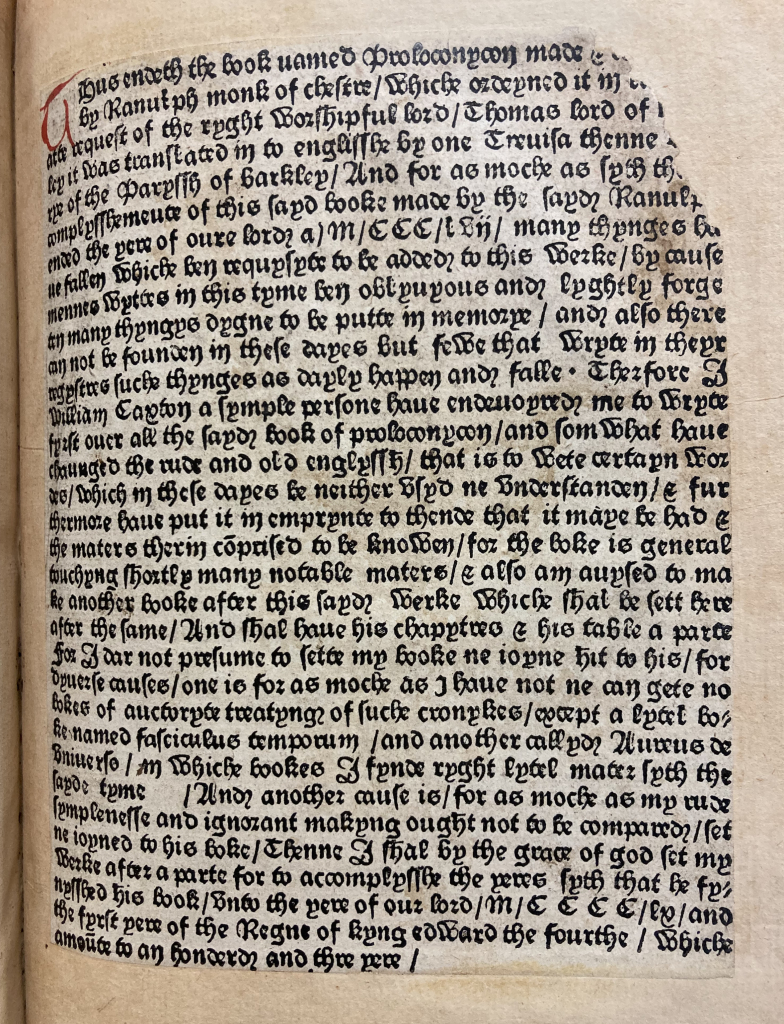 Thus endeth the book named Proloconycon made &
by Ranulph monk of chestre/ Whiche ordeyned it in
atte request of the ryght Worshipful lord/ Thomas lord of
ley it was translated in to englisshe by one Trevisa thenne
rye of the Paryssh of barkley/ And for as moche as syth
complysshemente of this sayd booke made by the sayd Ranulp
ended the yere of oure lord a) M/CCC/lvij/ many thynges ha
ne fallen Whiche ben requysyte to be added to this Werke/ by cause
mennes Wyttes in this tyme ben oblyuyous and lyghtly forge
ten many thyngys dygne to be putte in memorye / and also there
can not be founden in these dayes but feWe that Wryte in theyr
regystres suche thynges as dayly happen and falle · Therfore I
William Caxton a symple persone haue endeuoyred me to Wryte
fyrst ouer all the sayd book of proloconycon/and somWhat haue
chaunged the rude and old englyssh/ that is to Wete certayn Wor
des/which in these dayes be neither vsyd ne vnderstanden/& fur
thermore haue put it in emprynte to thende that it maye be had &
the maters therin cōprised to be knoWen/for the boke is general
touchyng shortly many notable maters/& also am auysed to ma
ke another booke after this sayd Werke Whiche shal be sett here
after the same/And shal haue his chapytres & his table a parte
For I dar not presume to sette my booke ne ioyne hit to his/for
dyuerse causes/one is for as moche as I haue not ne can gete no
bokes of auctoryte treatyng of suche cronykes/except a lytel bo-
ke named fasciculus temporum /and another callyd Aureus de
vniuerso / in Whiche bookes I fynde ryght lytel mater syth the
sayde tyme /And another cause is/for as moche as my rude
symplenesse and ignorant makyng ought not to be compared/set
ne ioyned to his boke/Thenne I shal by the grace of god set my
Werke after a parte for to accomplysshe the yeres syth that he fy-
nysshed his book/vnto the yere of our lord/M/C C C C/lx/and
the fyrst yere of the Regne of kyng edWard the fourthe / Whiche
amoūte to an honderd and thre yere /